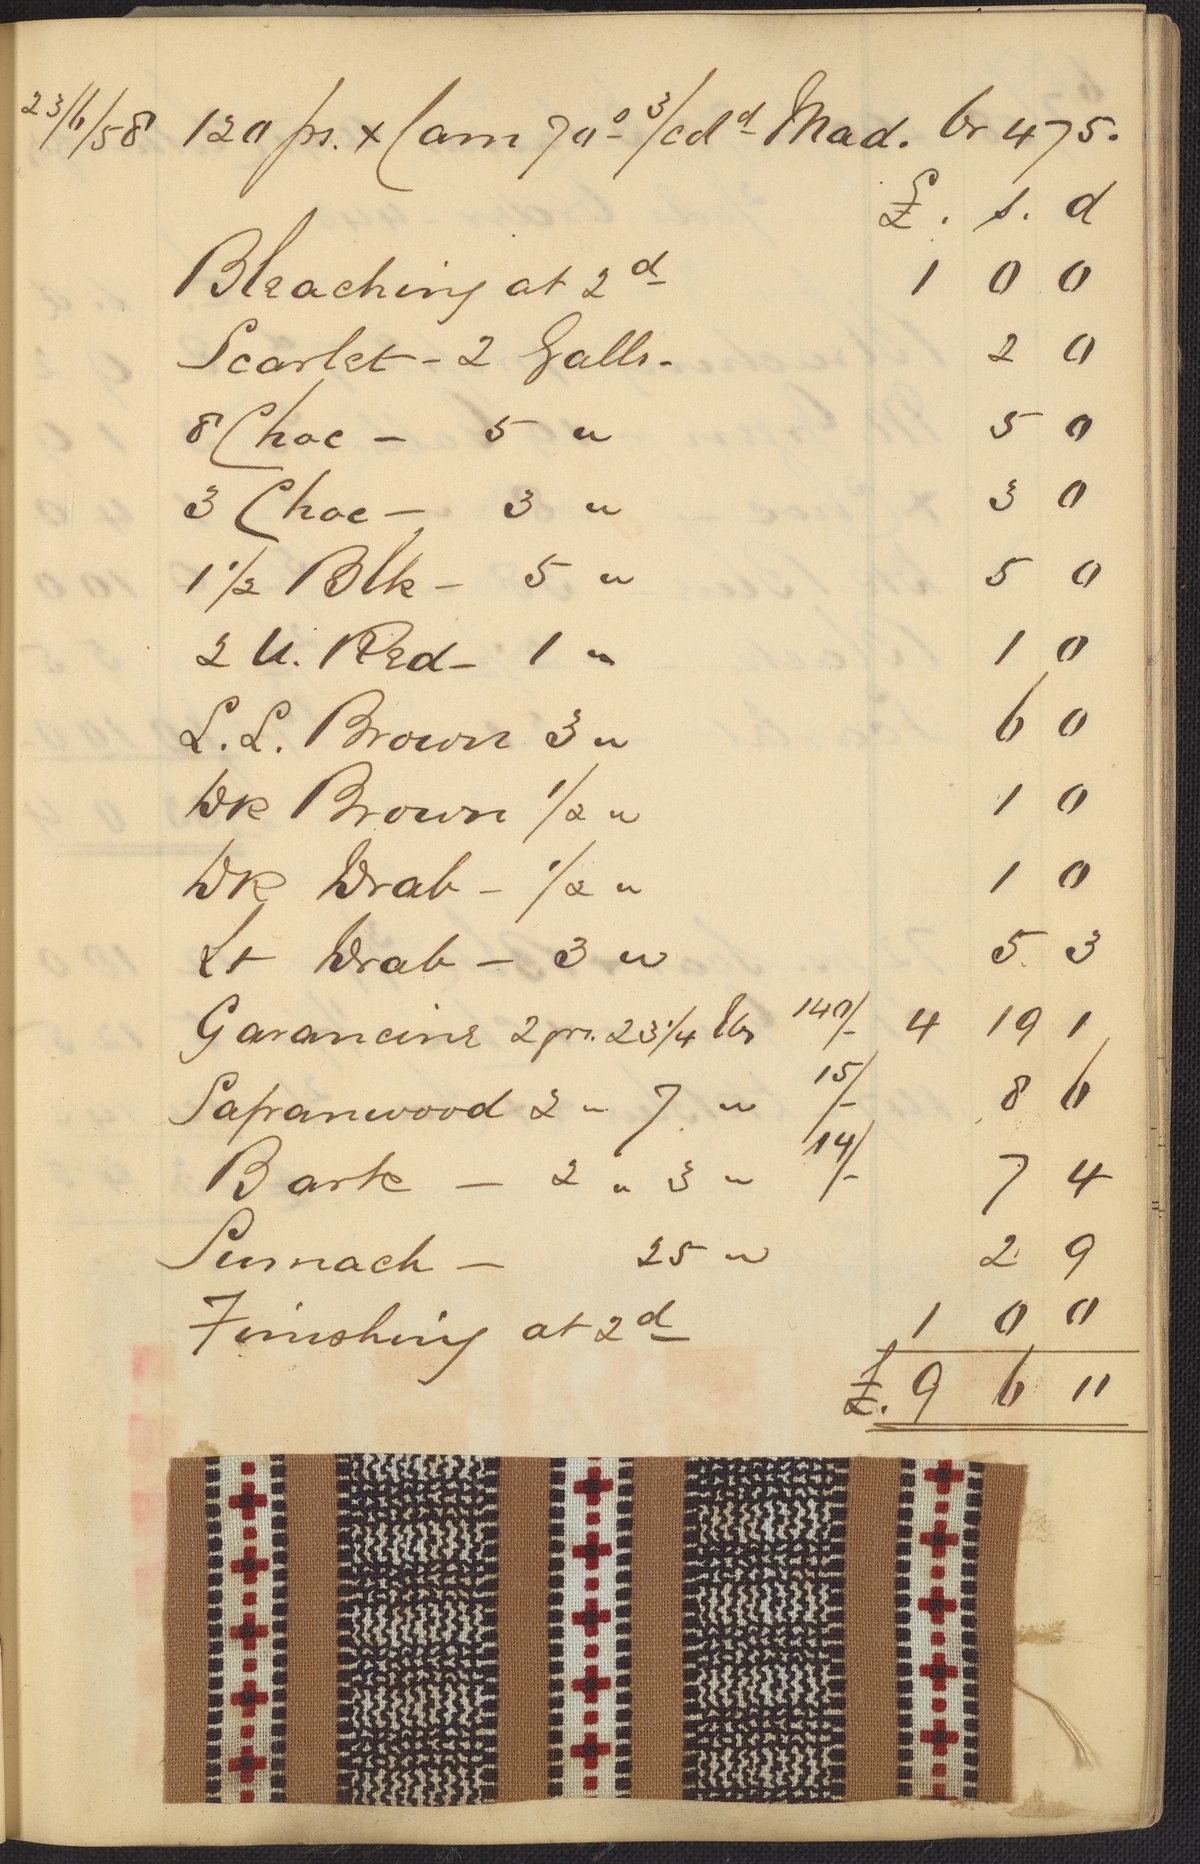 23/6/58 120 ps. x Cam 70° 3/cd d Mad. br 475.
£. s. d
Bleaching at 2d 1 0 0
Scarlet - 2 Galls - 2 0
8 Choc - 5 " 5 0
3 Choc - 3 " 3 0
1 1/2 Blk - 5 " 5 0
2 U. Red - 1 " 1 0
L. L. Brown 3 " 6 0
Dk Brown 1/2 " 1 0
Dk Drab - 1/2 " 1 0
Lt Drab - 3 " 5 3
Garancine 2 prs. 23 1/4 lbs 140/- 4 19 1
Sapanwood 2 " 7 " 15/- 8 6
Bark - 2 " 3 " 14/- 7 4
Sumach - 25 " 2 9
Finishing at 2d 1 0 0
£. 9 6 11